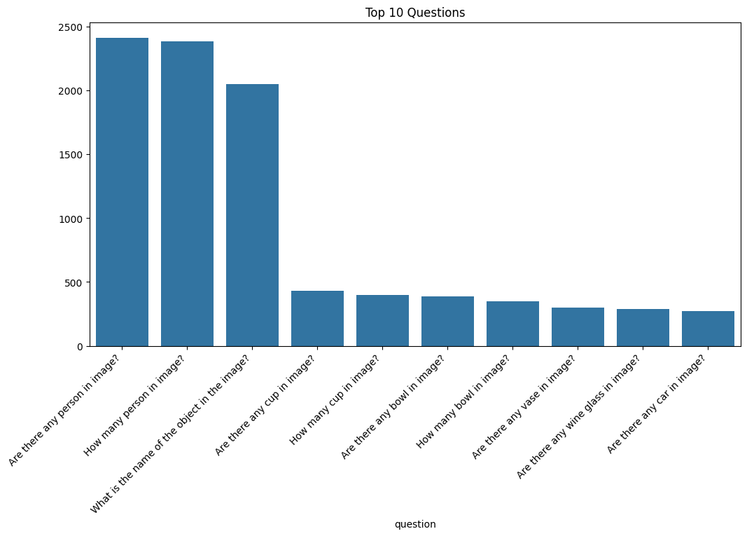 Top 10 Questions
2500
2000
1500
1000
500
0
Are there any person in image?
How many person in image?
What is the name of the object in the image?
Are there any cup in image?
How many cup in image?
Are there any bowl in image?
How many bowl in image?
Are there any vase in image?
Are there any wine glass in image?
Are there any car in image?
question